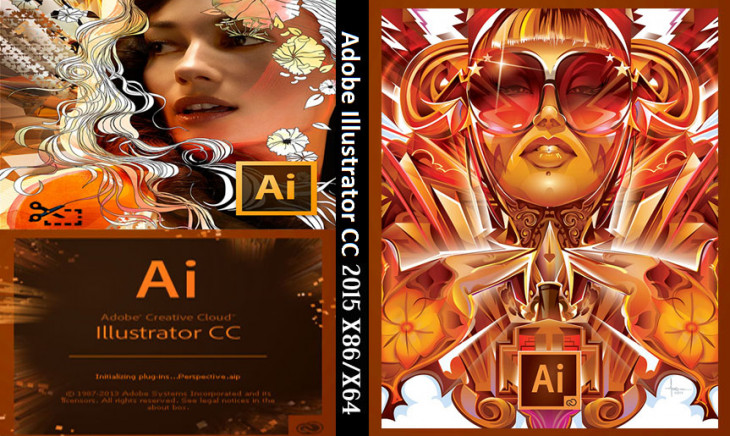 Ai
Ai
Adobe® Creative Cloud™
Illustrator CC
Initializing plug-ins...Perspective.aip
© 1987-2013 Adobe Systems Incorporated and its
licensors. All rights reserved. See legal notices in the
about box.
Adobe Illustrator CC 2015 X86/X64
Ai